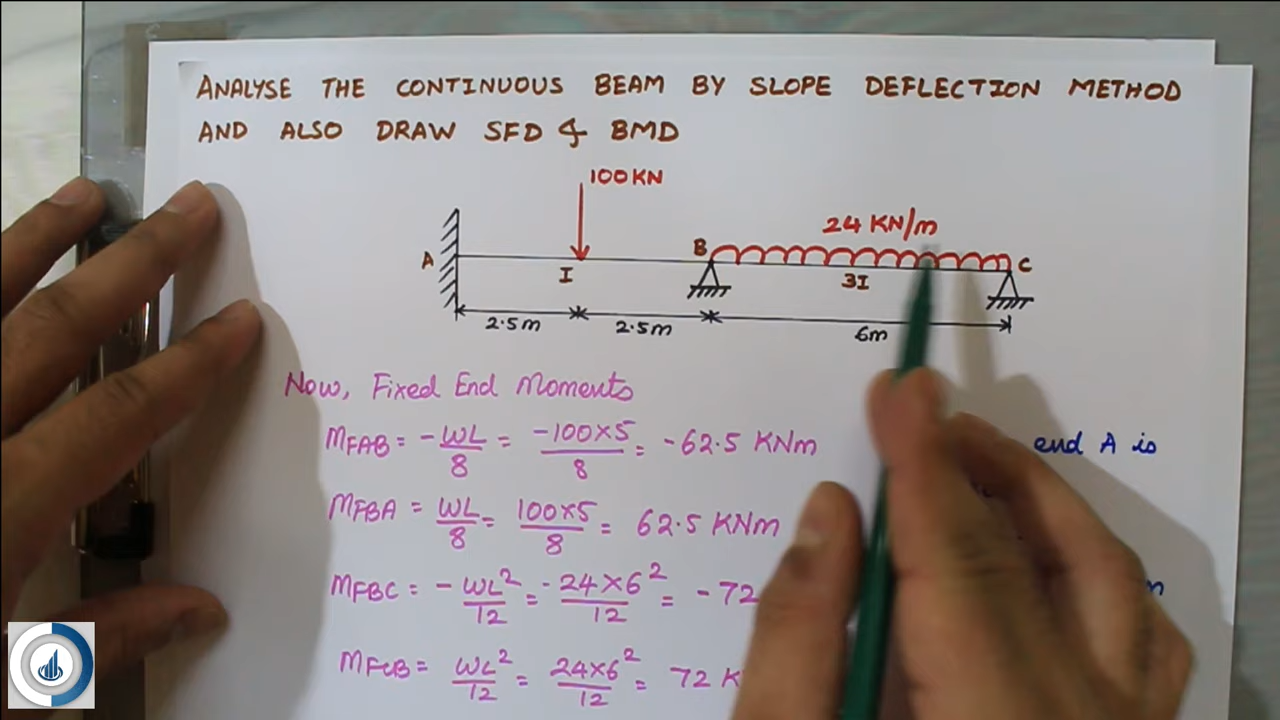 ANALYSE THE CONTINUOUS BEAM BY SLOPE DEFLECTION METHOD
AND ALSO DRAW SFD & BMD
100KN
24 KN/m
A
B
C
I
3I
2.5m
2.5m
6m
Now, Fixed End Moments
MFAB = -WL/8 = -100×5/8 = -62.5 KNm
end A is
MFBA = WL/8 = 100×5/8 = 62.5 KNm
MFBC = -WL²/12 = -24×6²/12 = -72
MFCB = WL²/12 = 24×6²/12 = 72 K